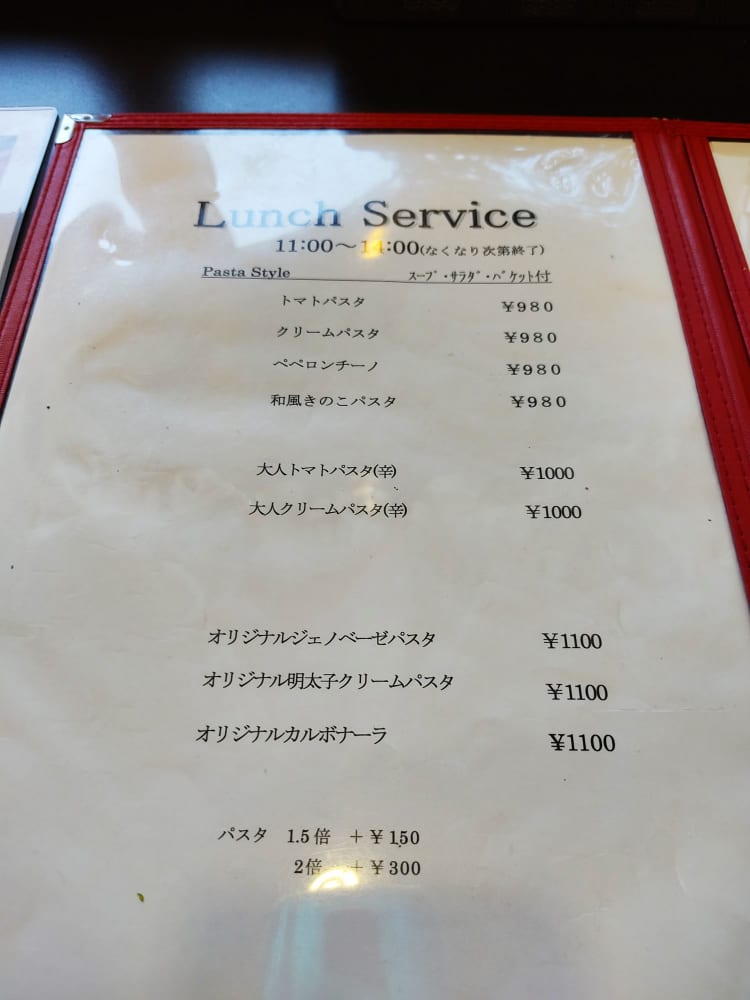 Lunch Service
11:00～14:00(なくなり次第終了)
Pasta Style ｽｰﾌﾟ・ｻﾗﾀﾞ・ﾊﾞｹｯﾄ付
トマトパスタ ￥980
クリームパスタ ￥980
ペペロンチーノ ￥980
和風きのこパスタ ￥980
大人トマトパスタ(辛) ￥1000
大人クリームパスタ(辛) ￥1000
オリジナルジェノベーゼパスタ ￥1100
オリジナル明太子クリームパスタ ￥1100
オリジナルカルボナーラ ￥1100
パスタ 1.5倍 ＋￥150
2倍 ＋￥300